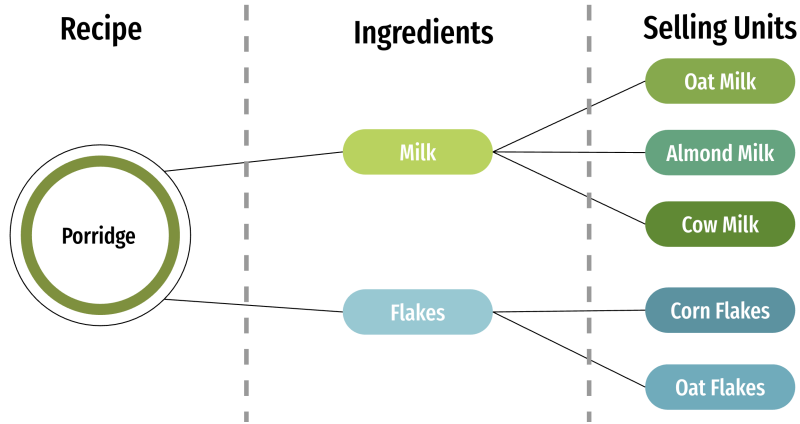 Recipe
Ingredients
Selling Units
Oat Milk
Milk
Almond Milk
Cow Milk
Porridge
Flakes
Corn Flakes
Oat Flakes